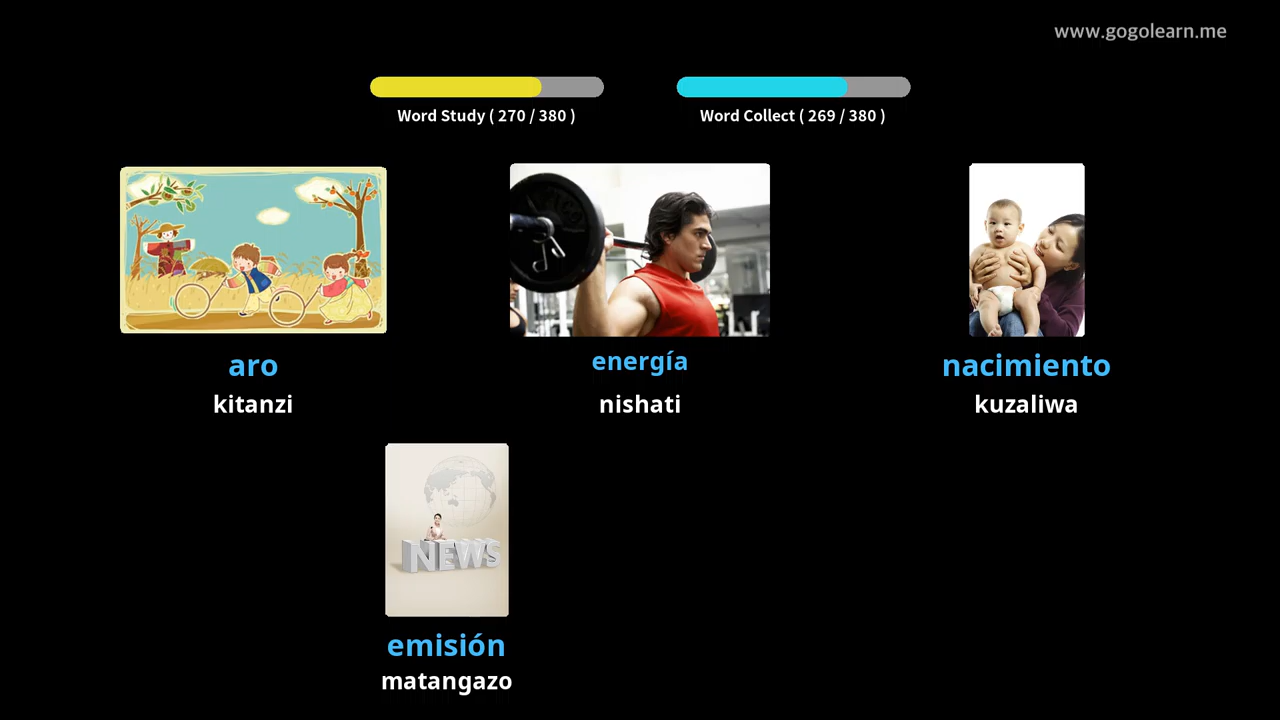 www.gogolearn.me
Word Study ( 270 / 380 )
Word Collect ( 269 / 380 )
aro
kitanzi
energía
nishati
nacimiento
kuzaliwa
NEWS
emisión
matangazo